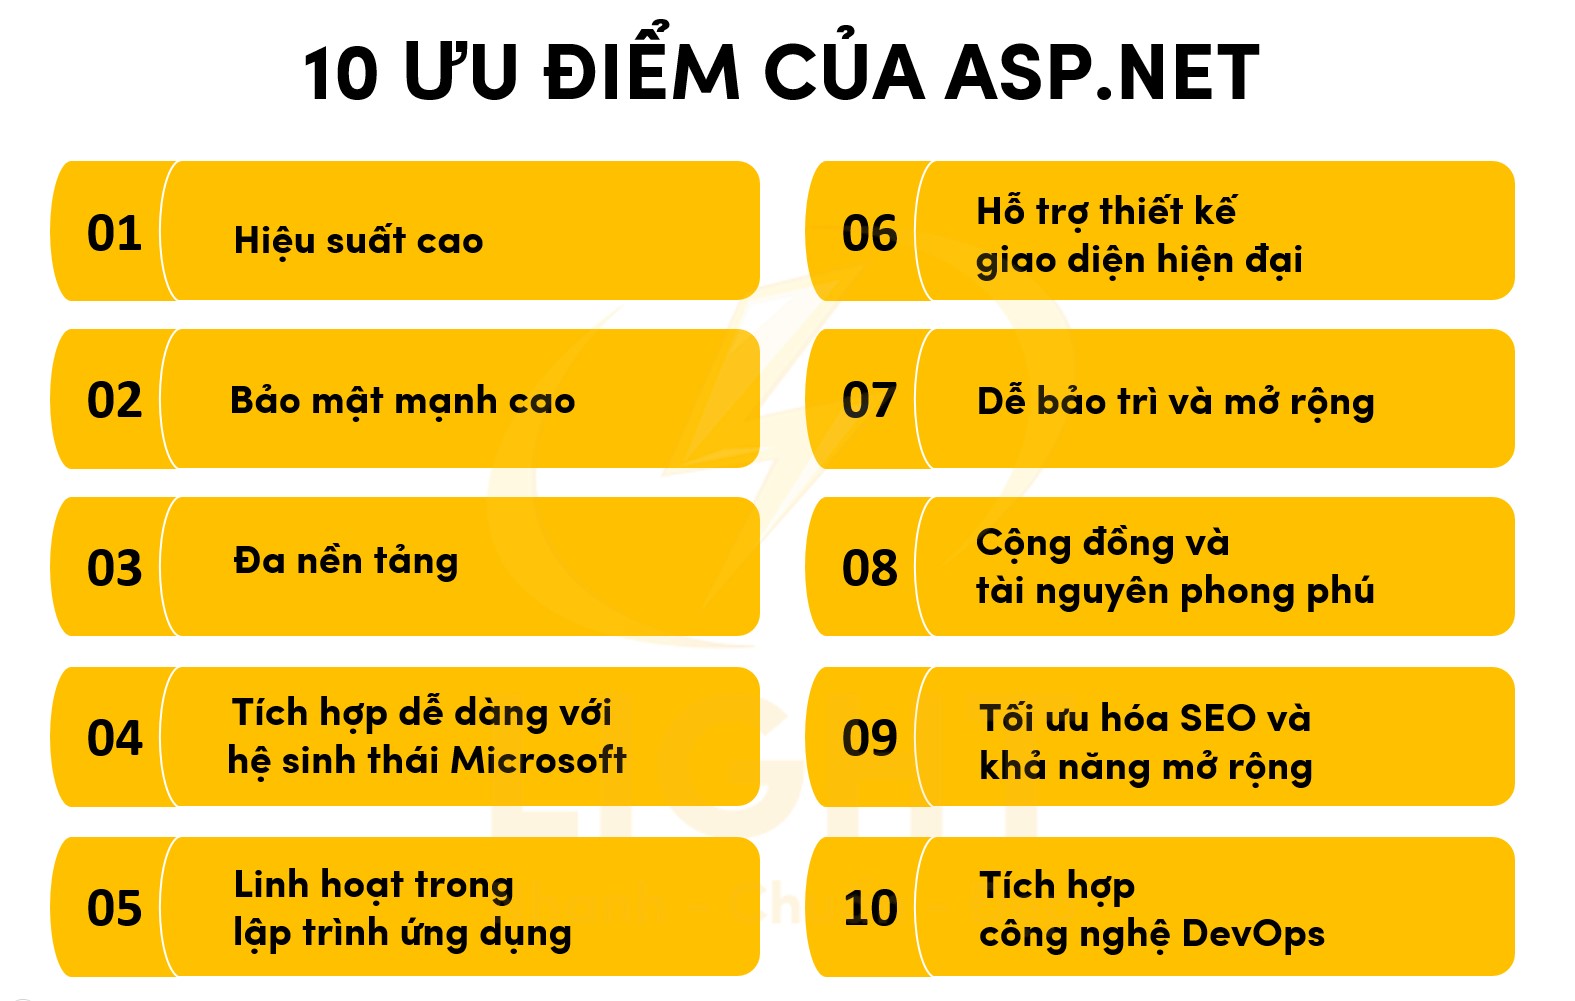 10 ƯU ĐIỂM CỦA ASP.NET
01
Hiệu suất cao
02
Bảo mật mạnh cao
03
Đa nền tảng
04
Tích hợp dễ dàng với
hệ sinh thái Microsoft
05
Linh hoạt trong
lập trình ứng dụng
06
Hỗ trợ thiết kế
giao diện hiện đại
07
Dễ bảo trì và mở rộng
08
Cộng đồng và
tài nguyên phong phú
09
Tối ưu hóa SEO và
khả năng mở rộng
10
Tích hợp
công nghệ DevOps
LIGHT